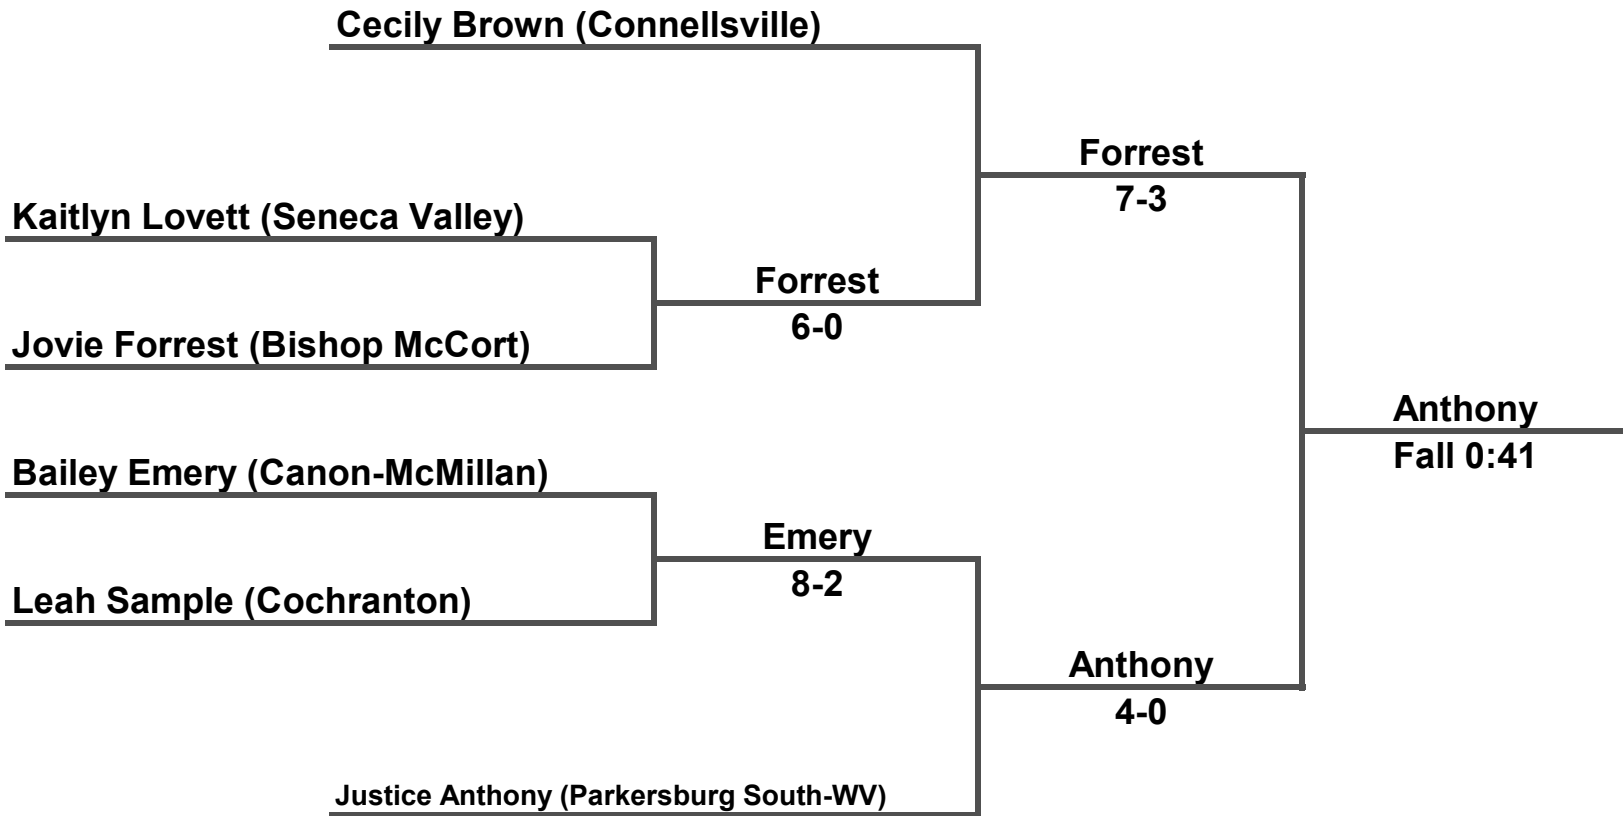 Cecily Brown (Connellsville)
Forrest
7-3
Kaitlyn Lovett (Seneca Valley)
Forrest
6-0
Jovie Forrest (Bishop McCort)
Anthony
Fall 0:41
Bailey Emery (Canon-McMillan)
Emery
8-2
Leah Sample (Cochranton)
Anthony
4-0
Justice Anthony (Parkersburg South-WV)